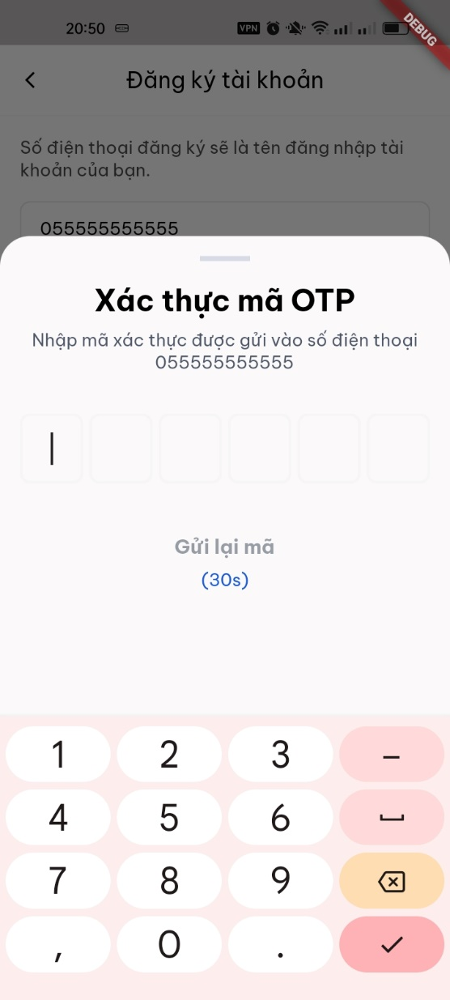 20:50
VPN
DEBUG
Đăng ký tài khoản
Số điện thoại đăng ký sẽ là tên đăng nhập tài
khoản của bạn.
055555555555
Xác thực mã OTP
Nhập mã xác thực được gửi vào số điện thoại
055555555555
Gửi lại mã
(30s)
1 2 3 –
4 5 6
7 8 9
, 0 .